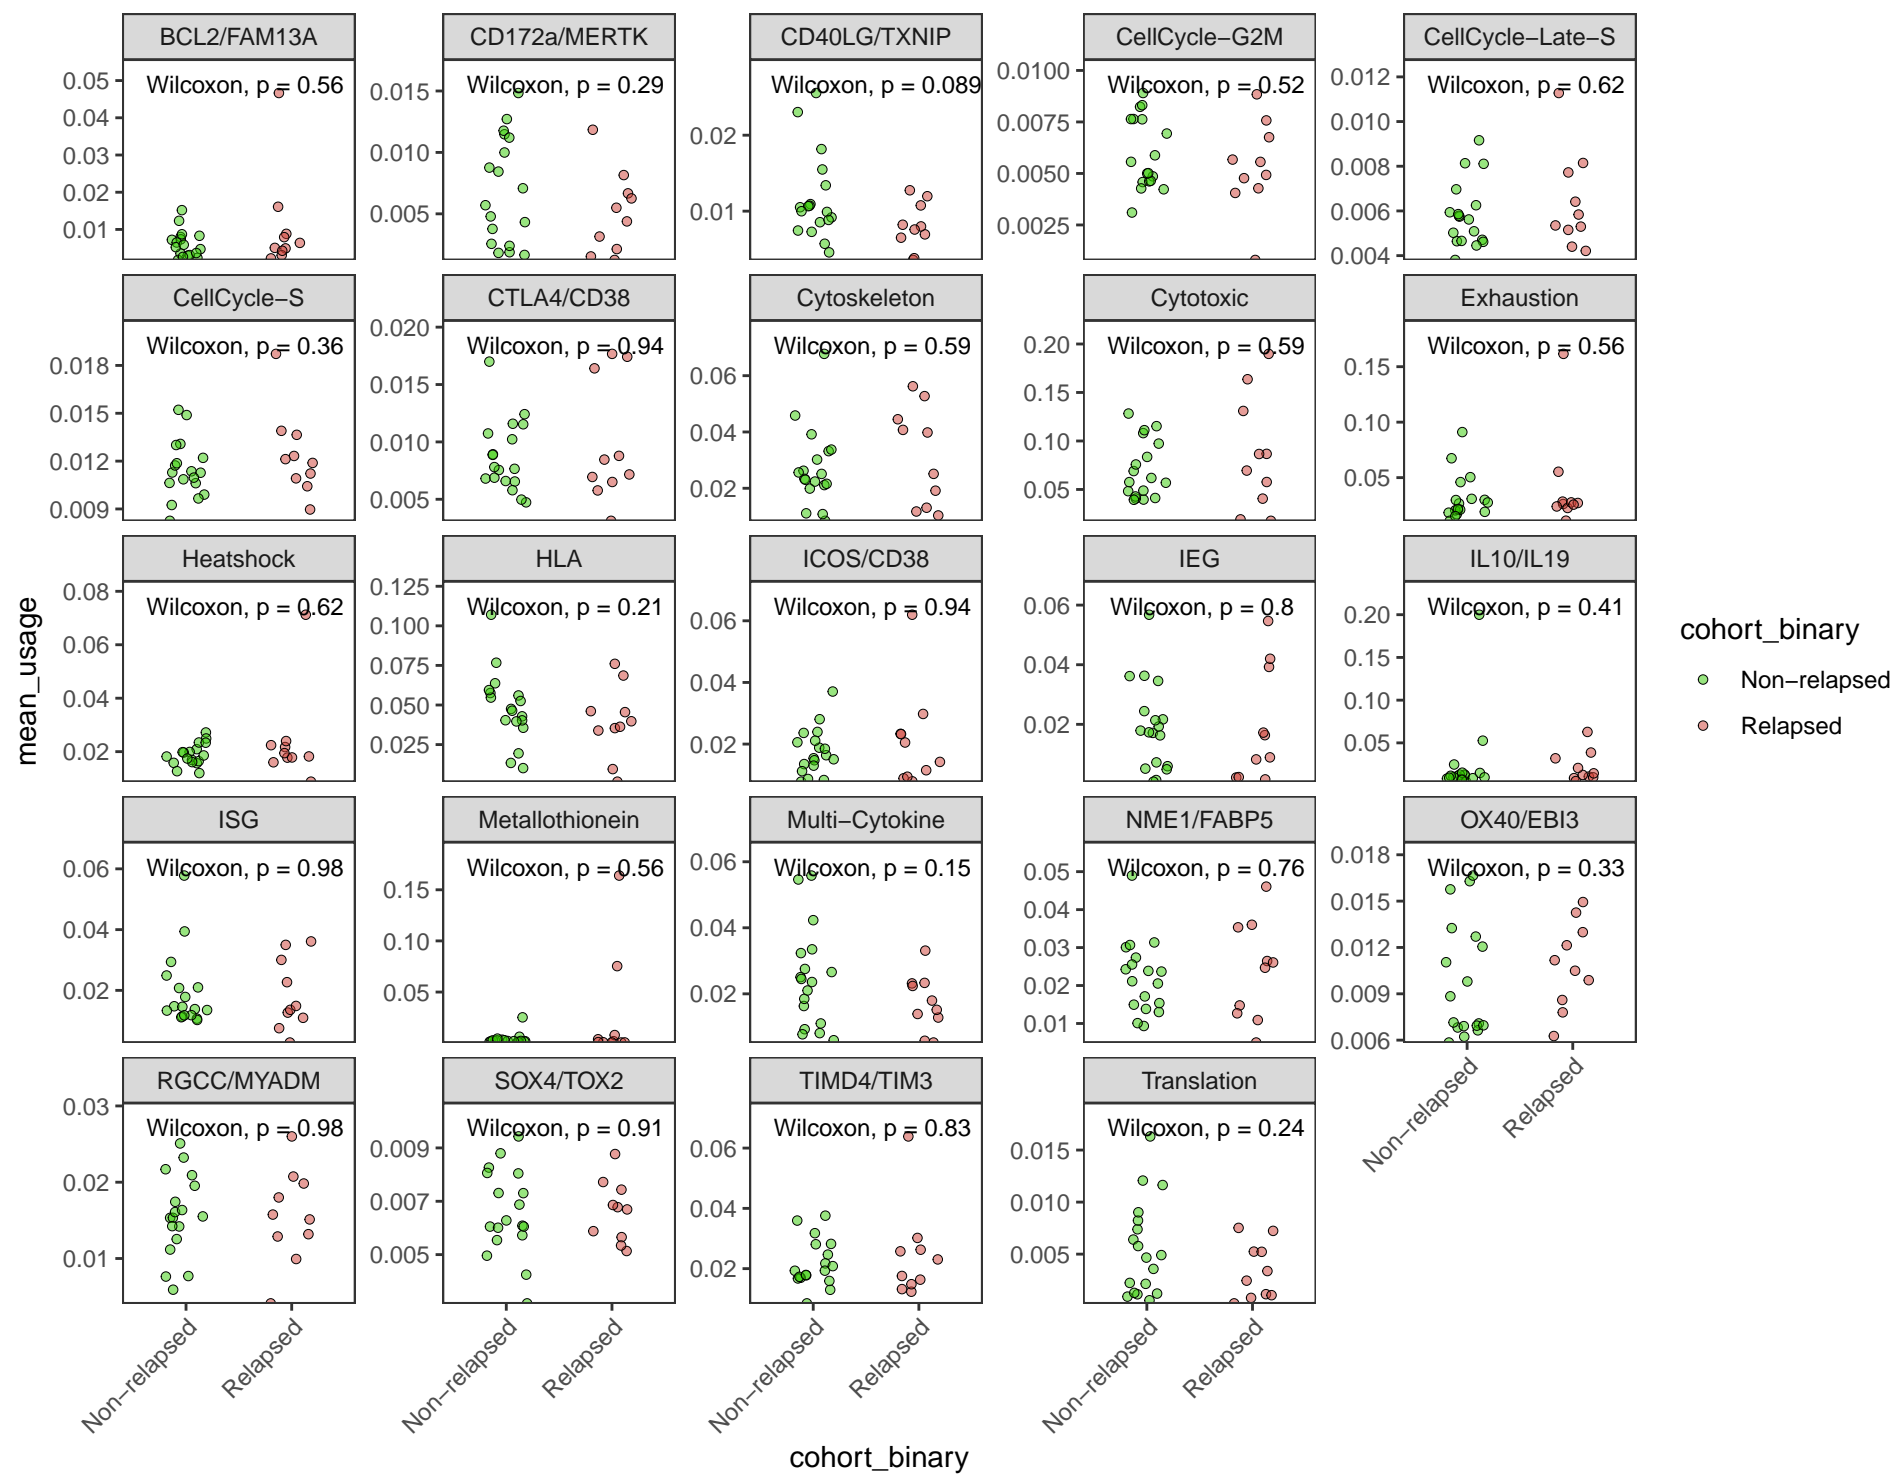 BCL2/FAM13A CD172a/MERTK CD40LG/TXNIP CellCycle−G2M CellCycle−Late−S
Wilcoxon, p = 0.56 Wilcoxon, p = 0.29 Wilcoxon, p = 0.089 Wilcoxon, p = 0.52 Wilcoxon, p = 0.62
0.05 0.04 0.03 0.02 0.01
0.015 0.010 0.005
0.02 0.01
0.0100 0.0075 0.0050 0.0025
0.012 0.010 0.008 0.006 0.004
CellCycle−S CTLA4/CD38 Cytoskeleton Cytotoxic Exhaustion
Wilcoxon, p = 0.36 Wilcoxon, p = 0.94 Wilcoxon, p = 0.59 Wilcoxon, p = 0.59 Wilcoxon, p = 0.56
0.018 0.015 0.012 0.009
0.020 0.015 0.010 0.005
0.06 0.04 0.02
0.20 0.15 0.10 0.05
0.15 0.10 0.05
Heatshock HLA ICOS/CD38 IEG IL10/IL19
Wilcoxon, p = 0.62 Wilcoxon, p = 0.21 Wilcoxon, p = 0.94 Wilcoxon, p = 0.8 Wilcoxon, p = 0.41
0.08 0.06 0.04 0.02
0.125 0.100 0.075 0.050 0.025
0.06 0.04 0.02
0.06 0.04 0.02
0.20 0.15 0.10 0.05
ISG Metallothionein Multi−Cytokine NME1/FABP5 OX40/EBI3
Wilcoxon, p = 0.98 Wilcoxon, p = 0.56 Wilcoxon, p = 0.15 Wilcoxon, p = 0.76 Wilcoxon, p = 0.33
0.06 0.04 0.02
0.15 0.10 0.05
0.06 0.04 0.02
0.05 0.04 0.03 0.02 0.01
0.018 0.015 0.012 0.009 0.006
RGCC/MYADM SOX4/TOX2 TIMD4/TIM3 Translation
Wilcoxon, p = 0.98 Wilcoxon, p = 0.91 Wilcoxon, p = 0.83 Wilcoxon, p = 0.24
0.03 0.02 0.01
0.009 0.007 0.005
0.06 0.04 0.02
0.015 0.010 0.005
Non−relapsed Relapsed
Non−relapsed Relapsed Non−relapsed Relapsed Non−relapsed Relapsed Non−relapsed Relapsed
cohort_binary
mean_usage
cohort_binary
Non−relapsed
Relapsed